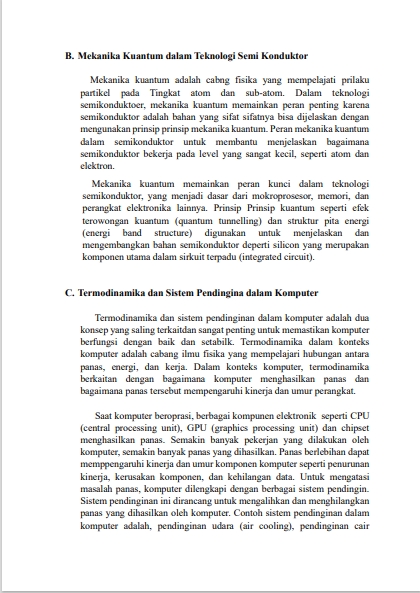 B. Mekanika Kuantum dalam Teknologi Semi Konduktor
Mekanika kuantum adalah cabng fisika yang mempelajati prilaku
partikel pada Tingkat atom dan sub-atom. Dalam teknologi
semikonduktoer, mekanika kuantum memainkan peran penting karena
semikonduktor adalah bahan yang sifat sifatnya bisa dijelaskan dengan
mengunakan prinsip prinsip mekanika kuantum. Peran mekanika kuantum
dalam semikonduktor untuk membantu menjelaskan bagaimana
semikonduktor bekerja pada level yang sangat kecil, seperti atom dan
elektron.
Mekanika kuantum memainkan peran kunci dalam teknologi
semikonduktor, yang menjadi dasar dari mokroprosesor, memori, dan
perangkat elektronika lainnya. Prinsip Prinsip kuantum seperti efek
terowongan kuantum (quantum tunnelling) dan struktur pita energi
(energi band structure) digunakan untuk menjelaskan dan
mengembangkan bahan semikonduktor deperti silicon yang merupakan
komponen utama dalam sirkuit terpadu (integrated circuit).
C. Termodinamika dan Sistem Pendingina dalam Komputer
Termodinamika dan sistem pendinginan dalam komputer adalah dua
konsep yang saling terkaitdan sangat penting untuk memastikan komputer
berfungsi dengan baik dan setabilk. Termodinamika dalam konteks
komputer adalah cabang ilmu fisika yang mempelajari hubungan antara
panas, energi, dan kerja. Dalam konteks komputer, termodinamika
berkaitan dengan bagaimana komputer menghasilkan panas dan
bagaimana panas tersebut mempengaruhi kinerja dan umur perangkat.
Saat komputer beroprasi, berbagai kompunen elektronik seperti CPU
(central processing unit), GPU (graphics processing unit) dan chipset
menghasilkan panas. Semakin banyak pekerjan yang dilakukan oleh
komputer, semakin banyak panas yang dihasilkan. Panas berlebihan dapat
memppengaruhi kinerja dan umur komponen komputer seperti penurunan
kinerja, kerusakan komponen, dan kehilangan data. Untuk mengatasi
masalah panas, komputer dilengkapi dengan berbagai sistem pendingin.
Sistem pendinginan ini dirancang untuk mengalihkan dan menghilangkan
panas yang dihasilkan oleh komputer. Contoh sistem pendinginan dalam
komputer adalah, pendinginan udara (air cooling), pendinginan cair